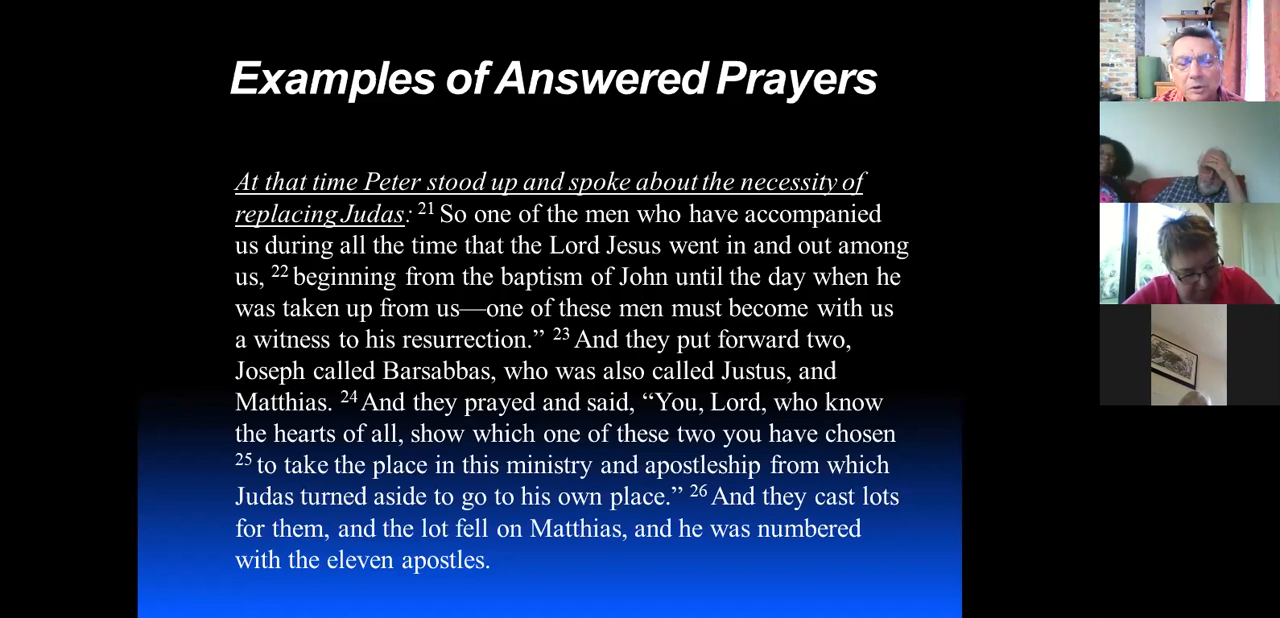 Examples of Answered Prayers
At that time Peter stood up and spoke about the necessity of
replacing Judas: 21 So one of the men who have accompanied
us during all the time that the Lord Jesus went in and out among
us, 22 beginning from the baptism of John until the day when he
was taken up from us—one of these men must become with us
a witness to his resurrection.” 23 And they put forward two,
Joseph called Barsabbas, who was also called Justus, and
Matthias. 24 And they prayed and said, “You, Lord, who know
the hearts of all, show which one of these two you have chosen
25 to take the place in this ministry and apostleship from which
Judas turned aside to go to his own place.” 26 And they cast lots
for them, and the lot fell on Matthias, and he was numbered
with the eleven apostles.